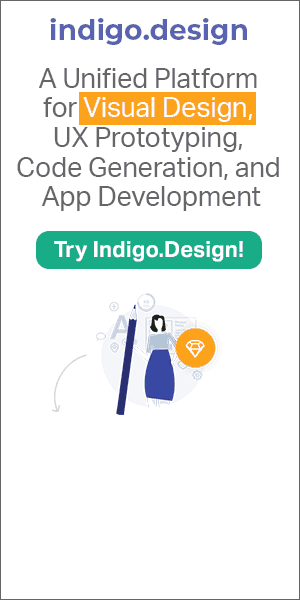 indigo.design
A Unified Platform
for Visual Design,
UX Prototyping,
Code Generation, and
App Development
Try Indigo.Design!